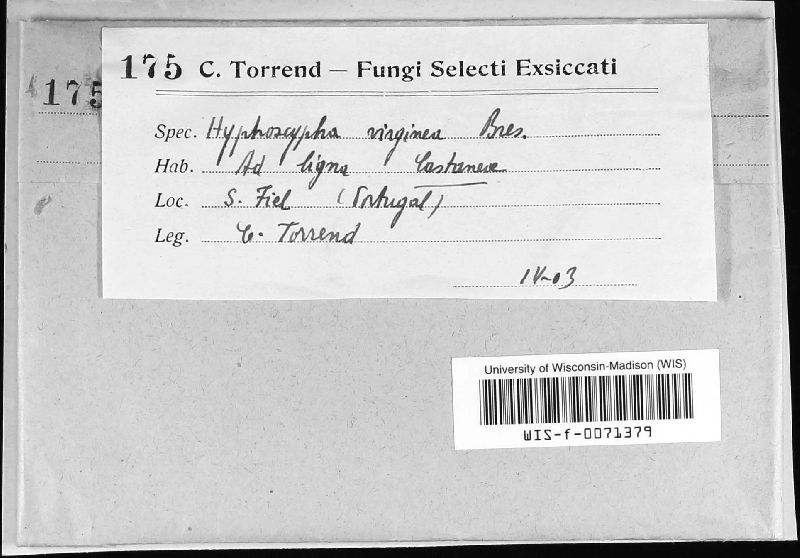 175 C. Torrend — Fungi Selecti Exsiccati
175
Spec. Hyphoscypha virginea Bres.
Hab. Ad ligna Castaneae
Loc. S. Fiel (Portugal)
Leg. C. Torrend
IV-03
University of Wisconsin-Madison (WIS)
WIS-f-0071379